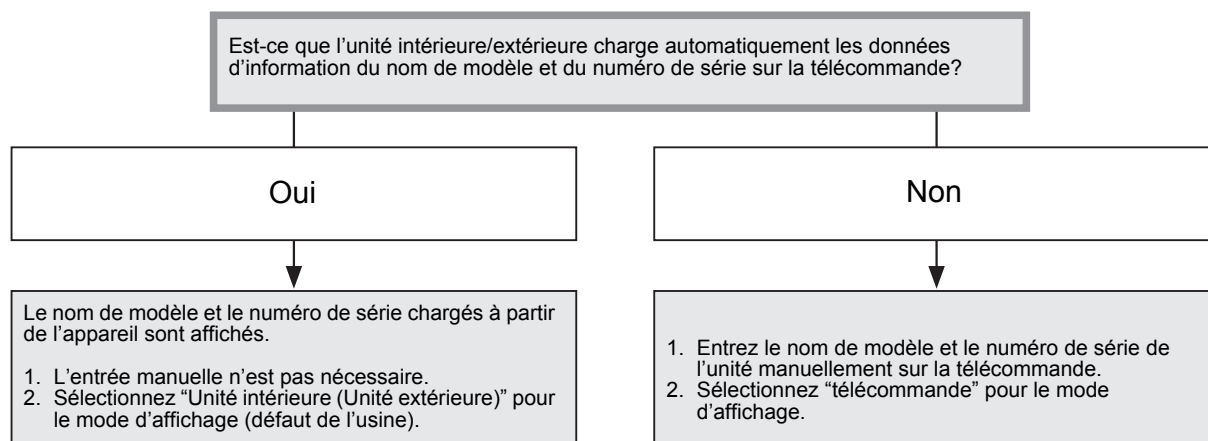 Est-ce que l’unité intérieure/extérieure charge automatiquement les données
d’information du nom de modèle et du numéro de série sur la télécommande?
Oui
Non
Le nom de modèle et le numéro de série chargés à partir
de l’appareil sont affichés.
1. L’entrée manuelle n’est pas nécessaire.
2. Sélectionnez “Unité intérieure (Unité extérieure)” pour
le mode d’affichage (défaut de l’usine).
1. Entrez le nom de modèle et le numéro de série de
l’unité manuellement sur la télécommande.
2. Sélectionnez “télécommande” pour le mode
d’affichage.